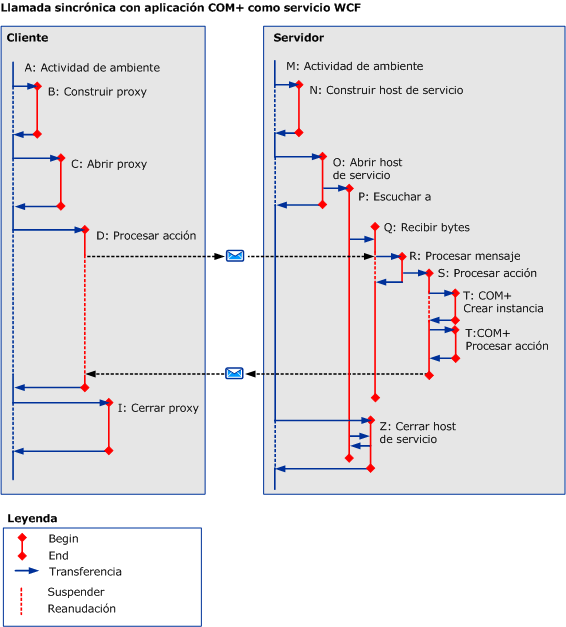 Llamada sincrónica con aplicación COM+ como servicio WCF
Cliente
A: Actividad de ambiente
B: Construir proxy
C: Abrir proxy
D: Procesar acción
I: Cerrar proxy
Servidor
M: Actividad de ambiente
N: Construir host de servicio
O: Abrir host
de servicio
P: Escuchar a
Q: Recibir bytes
R: Procesar mensaje
S: Procesar acción
T: COM+
Crear instancia
T:COM+
Procesar acción
Z: Cerrar host
de servicio
Leyenda
Begin
End
Transferencia
Suspender
Reanudación